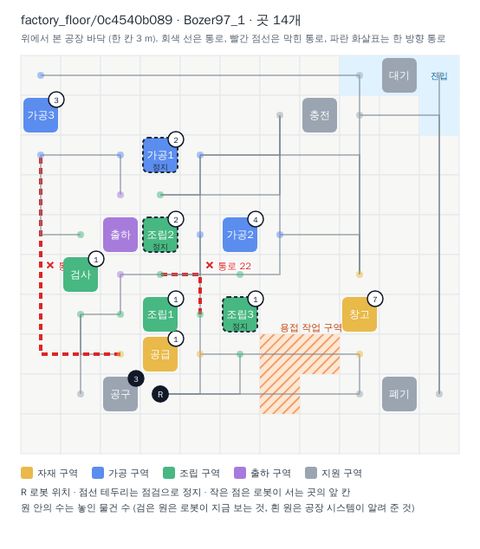 factory_floor/0c4540b089 · Bozer97_1 · 곳 14개
위에서 본 공장 바닥 (한 칸 3 m). 회색 선은 통로, 빨간 점선은 막힌 통로, 파란 화살표는 한 방향 통로
대기
가공3
3
충전
가공1
2
정지
출하
조립2
2
정지
가공2
4
✖ 통로 22
검사
1
조립1
1
조립3
1
정지
창고
7
용접 작업 구역
공급
1
공구
3
R
폐기
자재 구역
가공 구역
조립 구역
출하 구역
지원 구역
R 로봇 위치 · 점선 테두리는 점검으로 정지 · 작은 점은 로봇이 서는 곳의 앞 칸
원 안의 수는 놓인 물건 수 (검은 원은 로봇이 지금 보는 것, 흰 원은 공장 시스템이 알려 준 것)